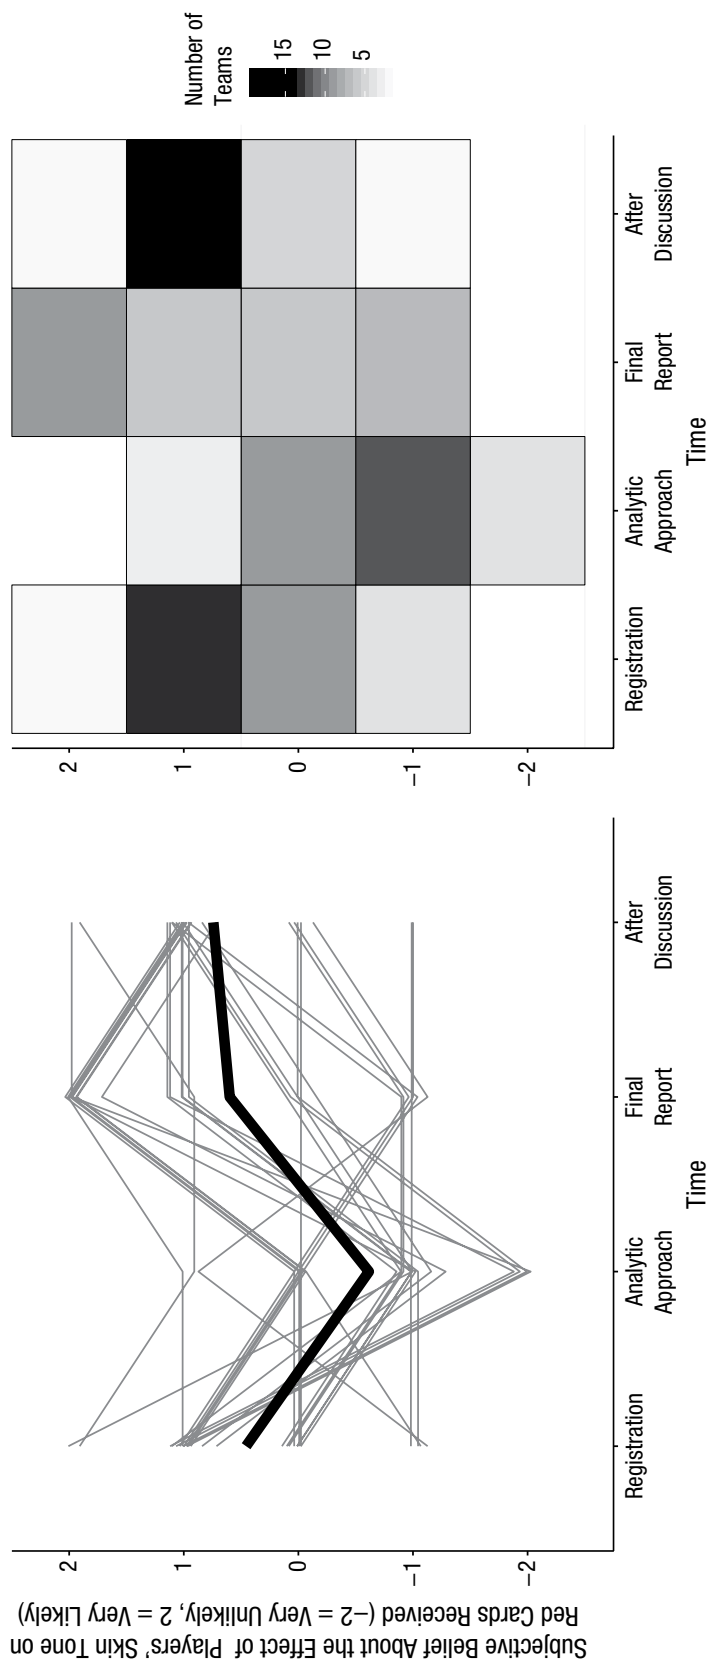 Subjective Belief About the Effect of Players’ Skin Tone on
Red Cards Received (−2 = Very Unlikely, 2 = Very Likely)
2
1
0
−1
−2
Registration
Analytic
Approach
Final
Report
After
Discussion
Time
2
1
0
−1
−2
Registration
Analytic
Approach
Final
Report
After
Discussion
Time
Number of
Teams
15
10
5